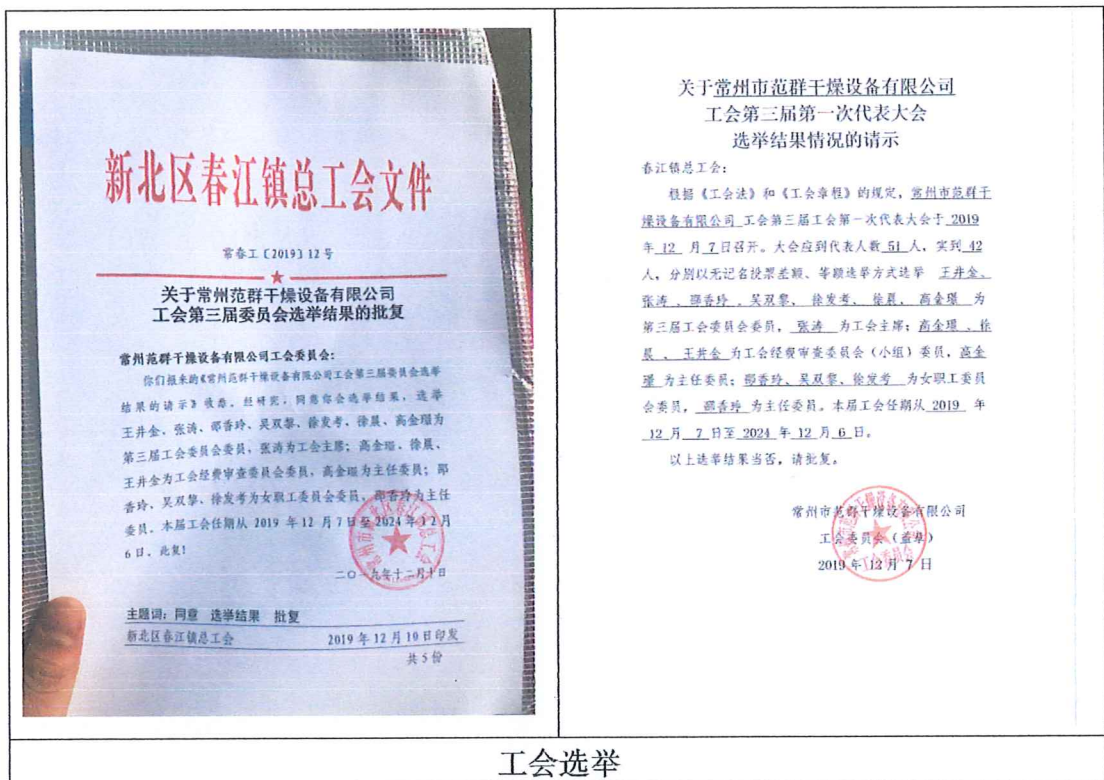 新北区春江镇总工会文件
常春工〔2019〕12号
关于常州范群干燥设备有限公司
工会第三届委员会选举结果的批复
常州范群干燥设备有限公司工会委员会：
你们报来的《常州范群干燥设备有限公司工会第三届委员会选举
结果的请示》收悉。经研究，同意你会选举结果，选举
王井金、张涛、邵香玲、吴双黎、徐发考、徐晨、高金璟为
第三届工会委员会委员，张涛为工会主席；高金璟、徐晨、
王井金为工会经费审查委员会委员，高金璟为主任委员；邵
香玲、吴双黎、徐发考为女职工委员会委员，邵香玲为主任
委员。本届工会任期从 2019 年12月7日至2024年12月
6日。此复！
二〇一九年十二月十日
主题词：同意 选举结果 批复
新北区春江镇总工会 2019年12月10日印发
共5份
关于常州市范群干燥设备有限公司
工会第三届第一次代表大会
选举结果情况的请示
春江镇总工会：
根据《工会法》和《工会章程》的规定，常州市范群干
燥设备有限公司 工会第三届工会第一次代表大会于 2019
年 12 月 7日召开。大会应到代表人数 51 人，实到 42
人，分别以无记名投票差额、等额选举方式选举 王井金、
张涛 、邵香玲 、吴双黎、 徐发考、 徐晨、 高金璟 为
第三届工会委员会委员， 张涛 为工会主席；高金璟 、徐
晨 、 王井金 为工会经费审查委员会（小组）委员，高金
璟 为主任委员；邵香玲、吴双黎、徐发考 为女职工委员
会委员， 邵香玲 为主任委员。本届工会任期从 2019 年
12 月 7 日至 2024 年 12 月 6 日。
以上选举结果当否，请批复。
常州市范群干燥设备有限公司
工会委员会（盖章）
2019 年 12 月 7 日
工会选举